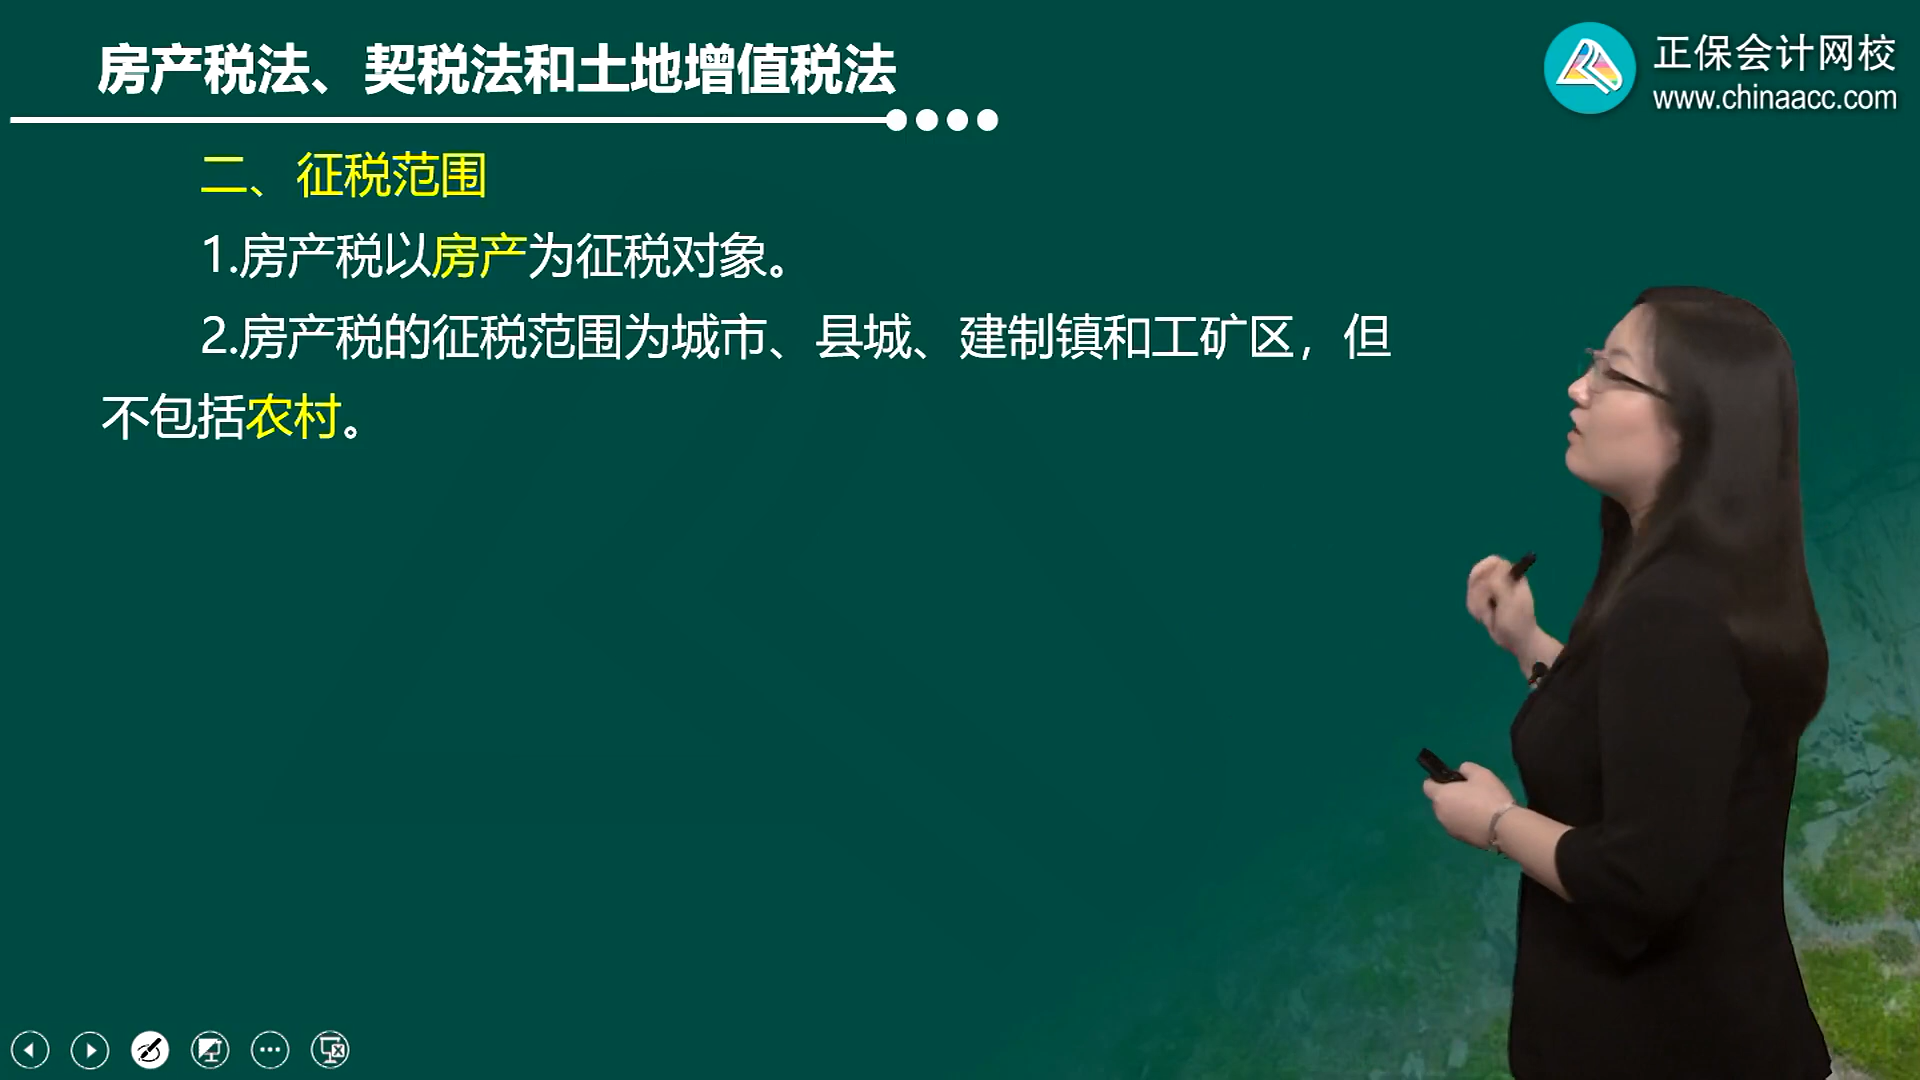 房产税法、契税法和土地增值税法
正保会计网校
www.chinaacc.com
二、征税范围
1.房产税以房产为征税对象。
2.房产税的征税范围为城市、县城、建制镇和工矿区，但
不包括农村。